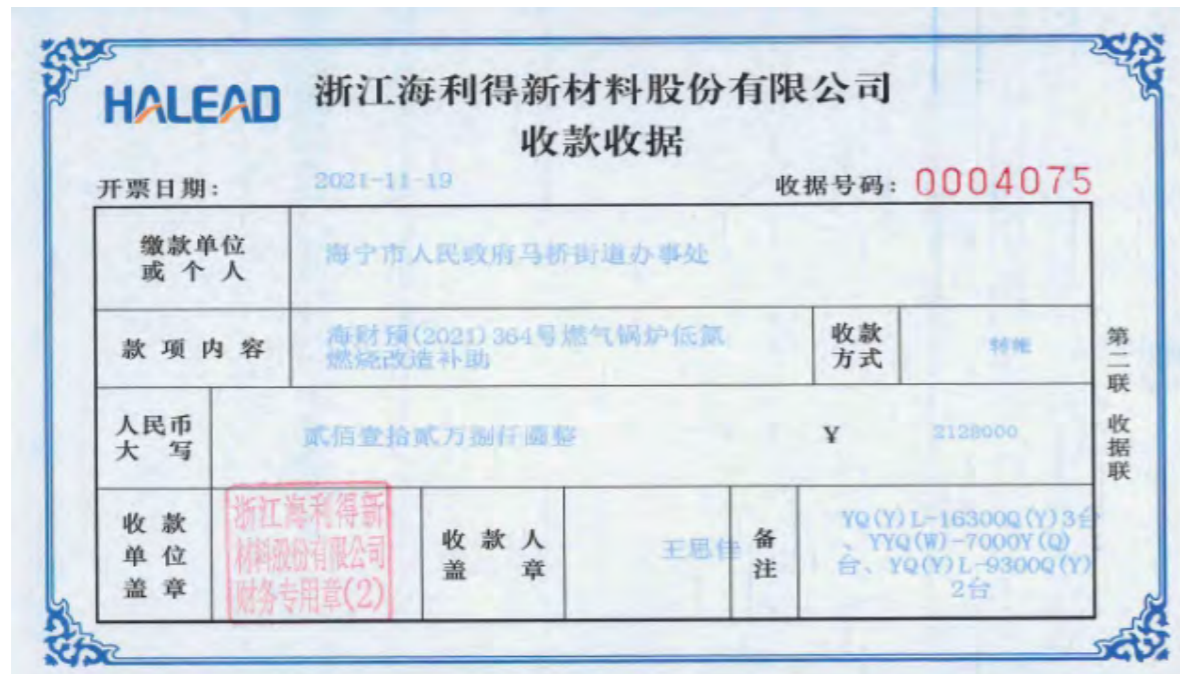 HALEAD
浙江海利得新材料股份有限公司
收款收据
开票日期: 2021-11-19 收据号码: 0004075
缴款单位
或个人
海宁市人民政府马桥街道办事处
款项内容
海财预(2021)364号燃气锅炉低氮
燃烧改造补助
收款
方式
转帐
人民币
大写
贰佰壹拾贰万捌仟圆整
¥ 2128000
收款
单位
盖章
浙江海利得新
材料股份有限公司
财务专用章(2)
收款人
盖章
王思佳
备
注
YQ(Y)L-16300Q(Y)3台
、YYQ(W)-7000Y(Q)
台、YQ(Y)L-9300Q(Y)
2台
第二联 收据联